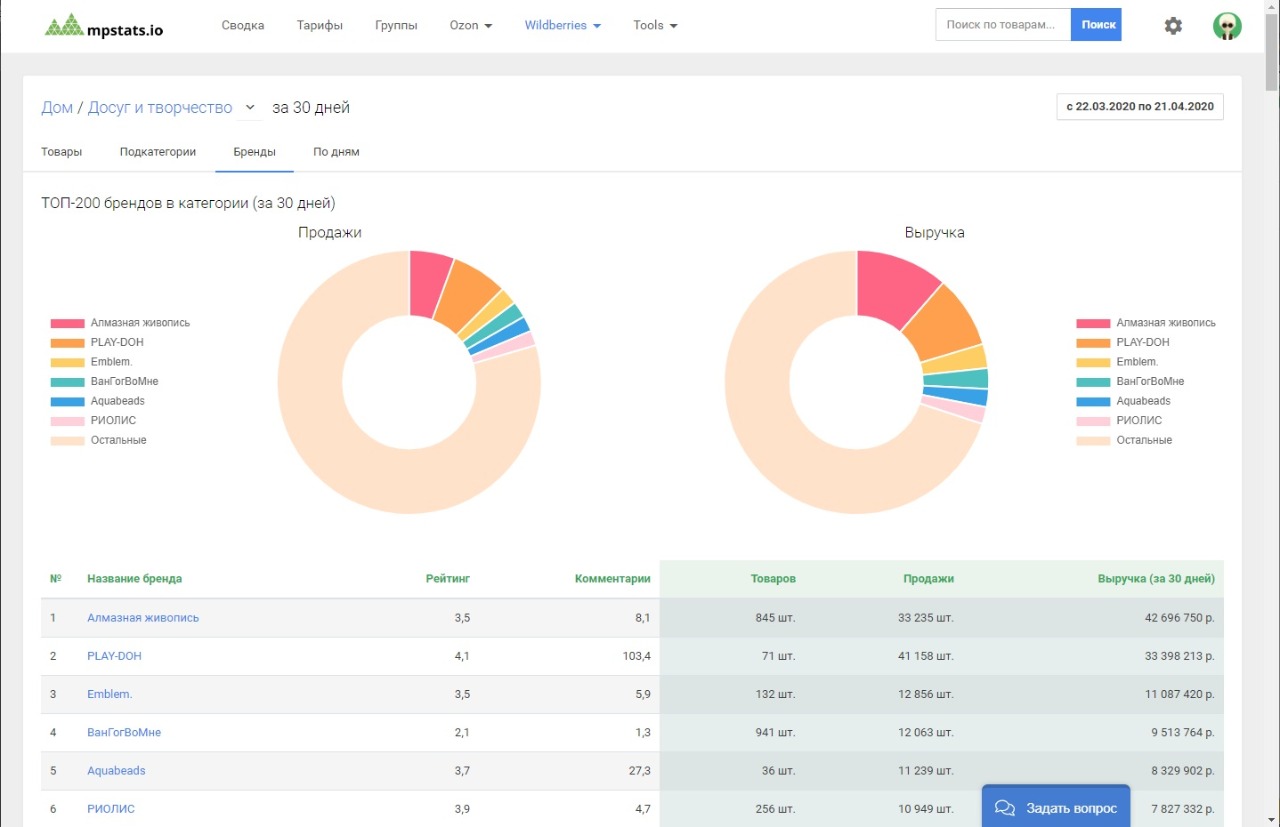 mpstats.io Сводка Тарифы Группы Ozon Wildberries Tools Поиск по товарам... Поиск
Дом / Досуг и творчество за 30 дней с 22.03.2020 по 21.04.2020
Товары Подкатегории Бренды По дням
ТОП-200 брендов в категории (за 30 дней)
Продажи
Алмазная живопись
PLAY-DOH
Emblem.
ВанГогВоМне
Aquabeads
РИОЛИС
Остальные
Выручка
Алмазная живопись
PLAY-DOH
Emblem.
ВанГогВоМне
Aquabeads
РИОЛИС
Остальные
№ Название бренда Рейтинг Комментарии Товаров Продажи Выручка (за 30 дней)
1 Алмазная живопись 3,5 8,1 845 шт. 33 235 шт. 42 696 750 р.
2 PLAY-DOH 4,1 103,4 71 шт. 41 158 шт. 33 398 213 р.
3 Emblem. 3,5 5,9 132 шт. 12 856 шт. 11 087 420 р.
4 ВанГогВоМне 2,1 1,3 941 шт. 12 063 шт. 9 513 764 р.
5 Aquabeads 3,7 27,3 36 шт. 11 239 шт. 8 329 902 р.
6 РИОЛИС 3,9 4,7 256 шт. 10 949 шт. 7 827 332 р.
Задать вопрос